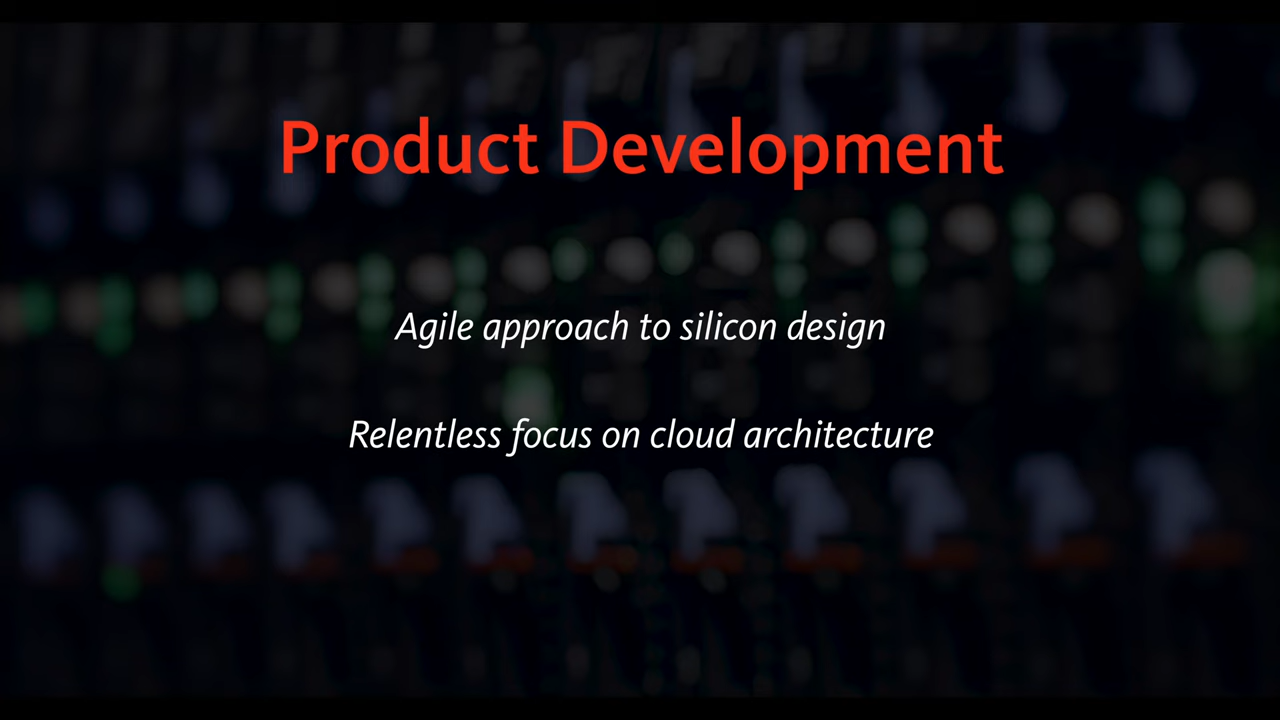 Product Development
Agile approach to silicon design
Relentless focus on cloud architecture